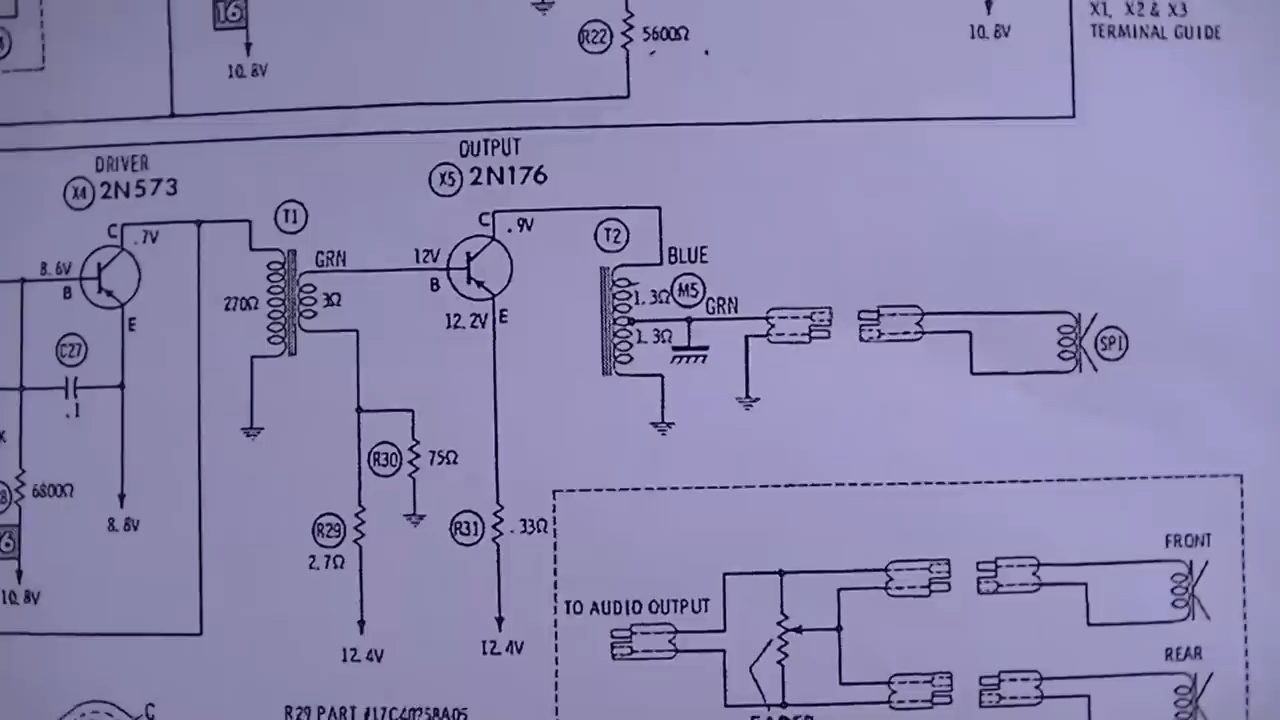 16
10.8V
R22
5600Ω
10.8V
X1, X2 & X3
TERMINAL GUIDE
DRIVER
X4 2N573
OUTPUT
X5 2N176
C
.7V
T1
C
.9V
T2
8.6V
B
GRN
12V
B
BLUE
270Ω
3Ω
1.3Ω
M5
GRN
E
12.2V E
1.3Ω
SP1
C27
.1
R30
75Ω
6800Ω
8.8V
R29
2.7Ω
R31
.33Ω
6
10.8V
12.4V
12.4V
TO AUDIO OUTPUT
FRONT
REAR
C
R29 PART #17C40258A05
FADER